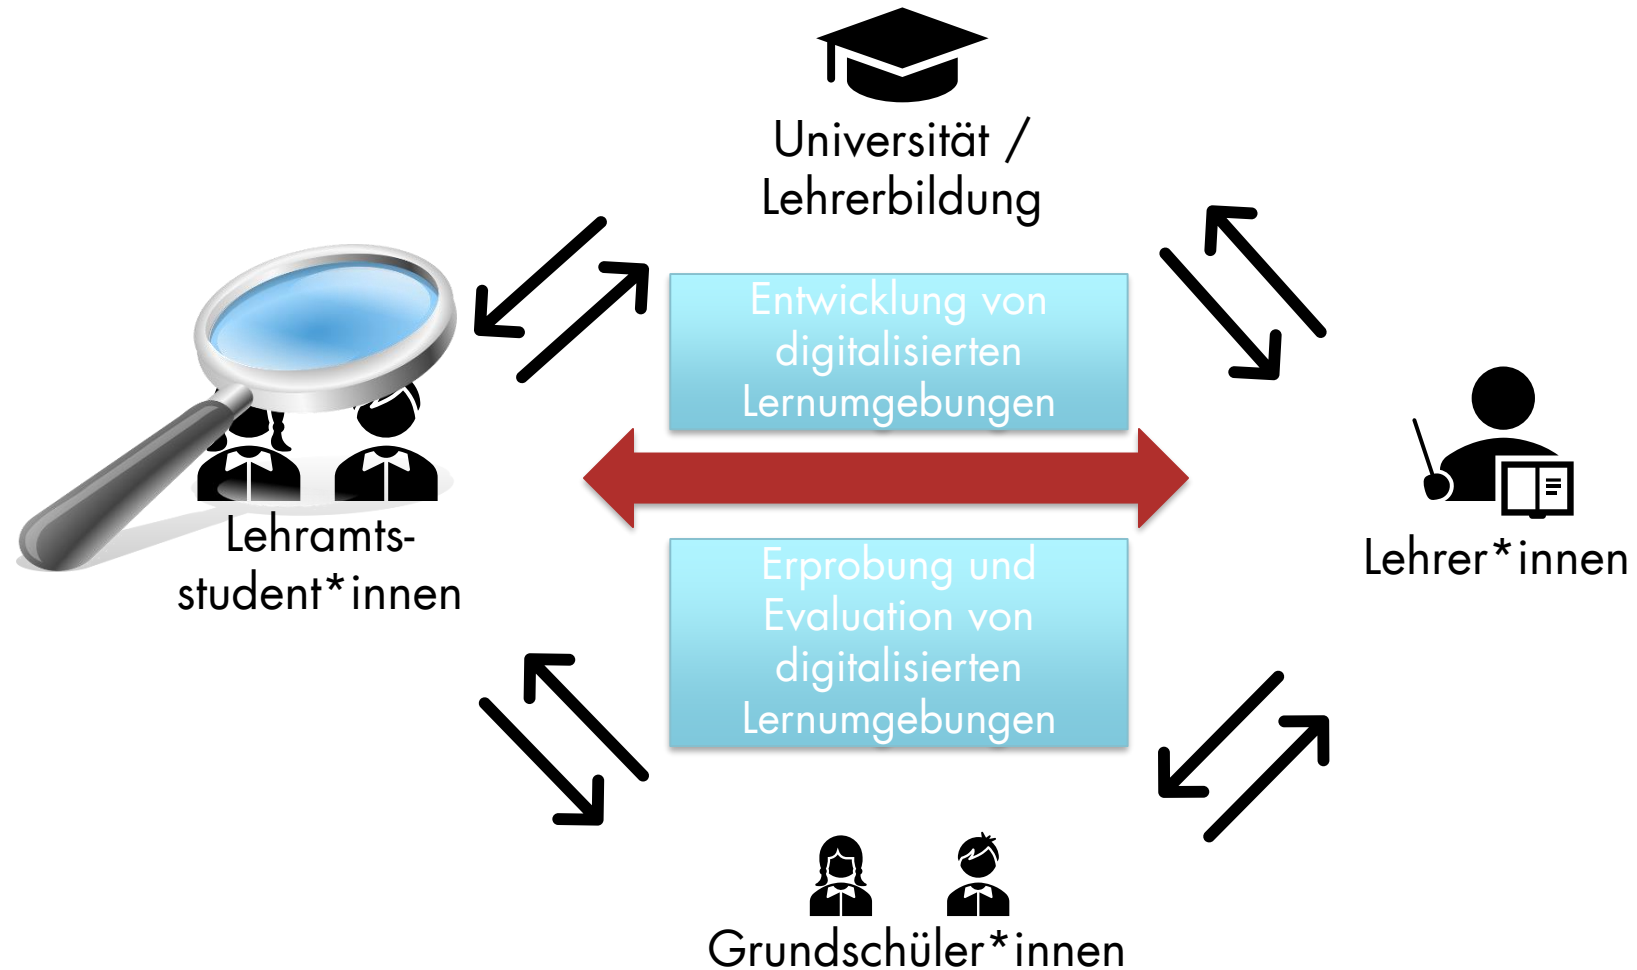 Universität /
Lehrerbildung
Entwicklung von
digitalisierten
Lernumgebungen
Lehramts-
student*innen
Lehrer*innen
Erprobung und
Evaluation von
digitalisierten
Lernumgebungen
Grundschüler*innen